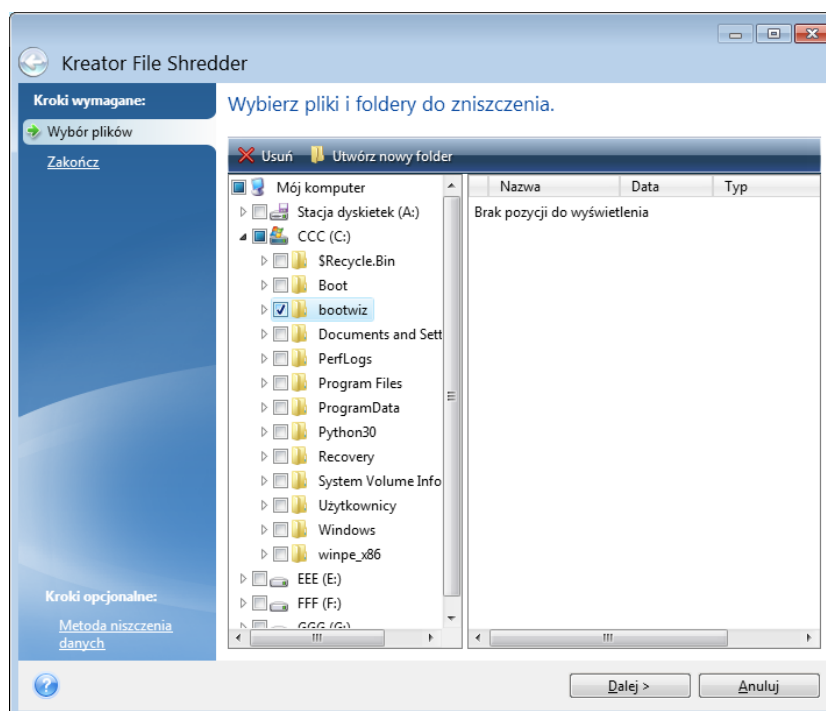 Kreator File Shredder
Kroki wymagane:
Wybór plików
Zakończ
Kroki opcjonalne:
Metoda niszczenia
danych
Wybierz pliki i foldery do zniszczenia.
Usuń Utwórz nowy folder
Mój komputer
Stacja dyskietek (A:)
CCC (C:)
$Recycle.Bin
Boot
bootwiz
Documents and Sett
PerfLogs
Program Files
ProgramData
Python30
Recovery
System Volume Info
Użytkownicy
Windows
winpe_x86
EEE (E:)
FFF (F:)
GGG (G:)
Nazwa Data Typ
Brak pozycji do wyświetlenia
Dalej > Anuluj